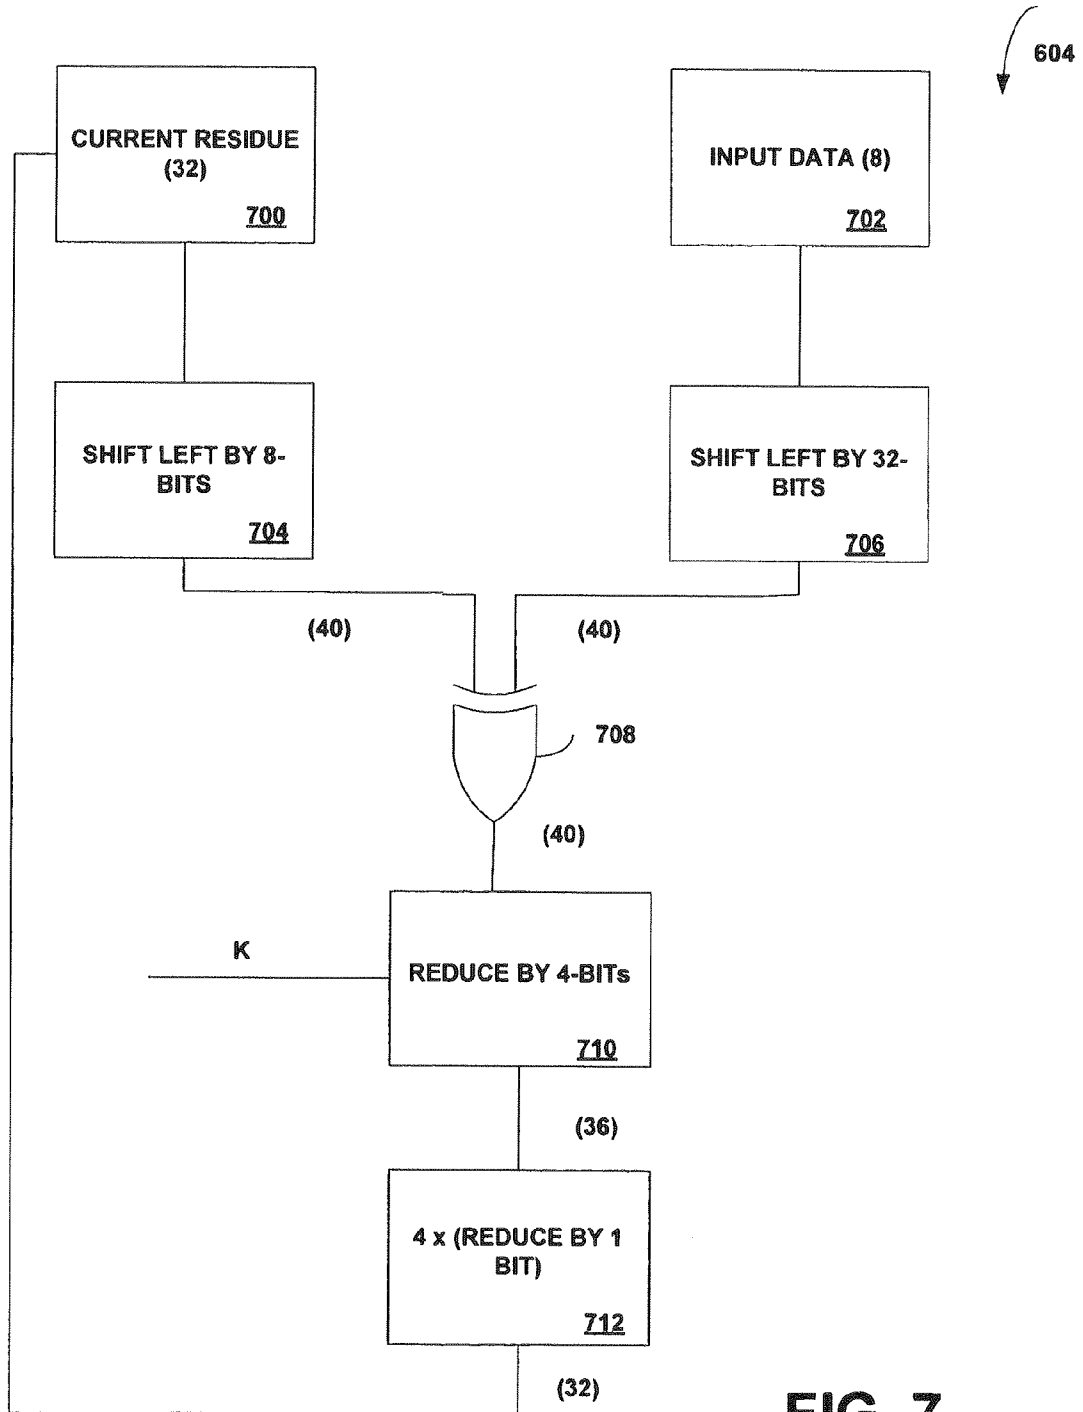 604
CURRENT RESIDUE
(32)
700
INPUT DATA (8)
702
SHIFT LEFT BY 8-
BITS
704
SHIFT LEFT BY 32-
BITS
706
(40)
(40)
708
(40)
K
REDUCE BY 4-BITs
710
(36)
4 x (REDUCE BY 1
BIT)
712
(32)
FIG. 7